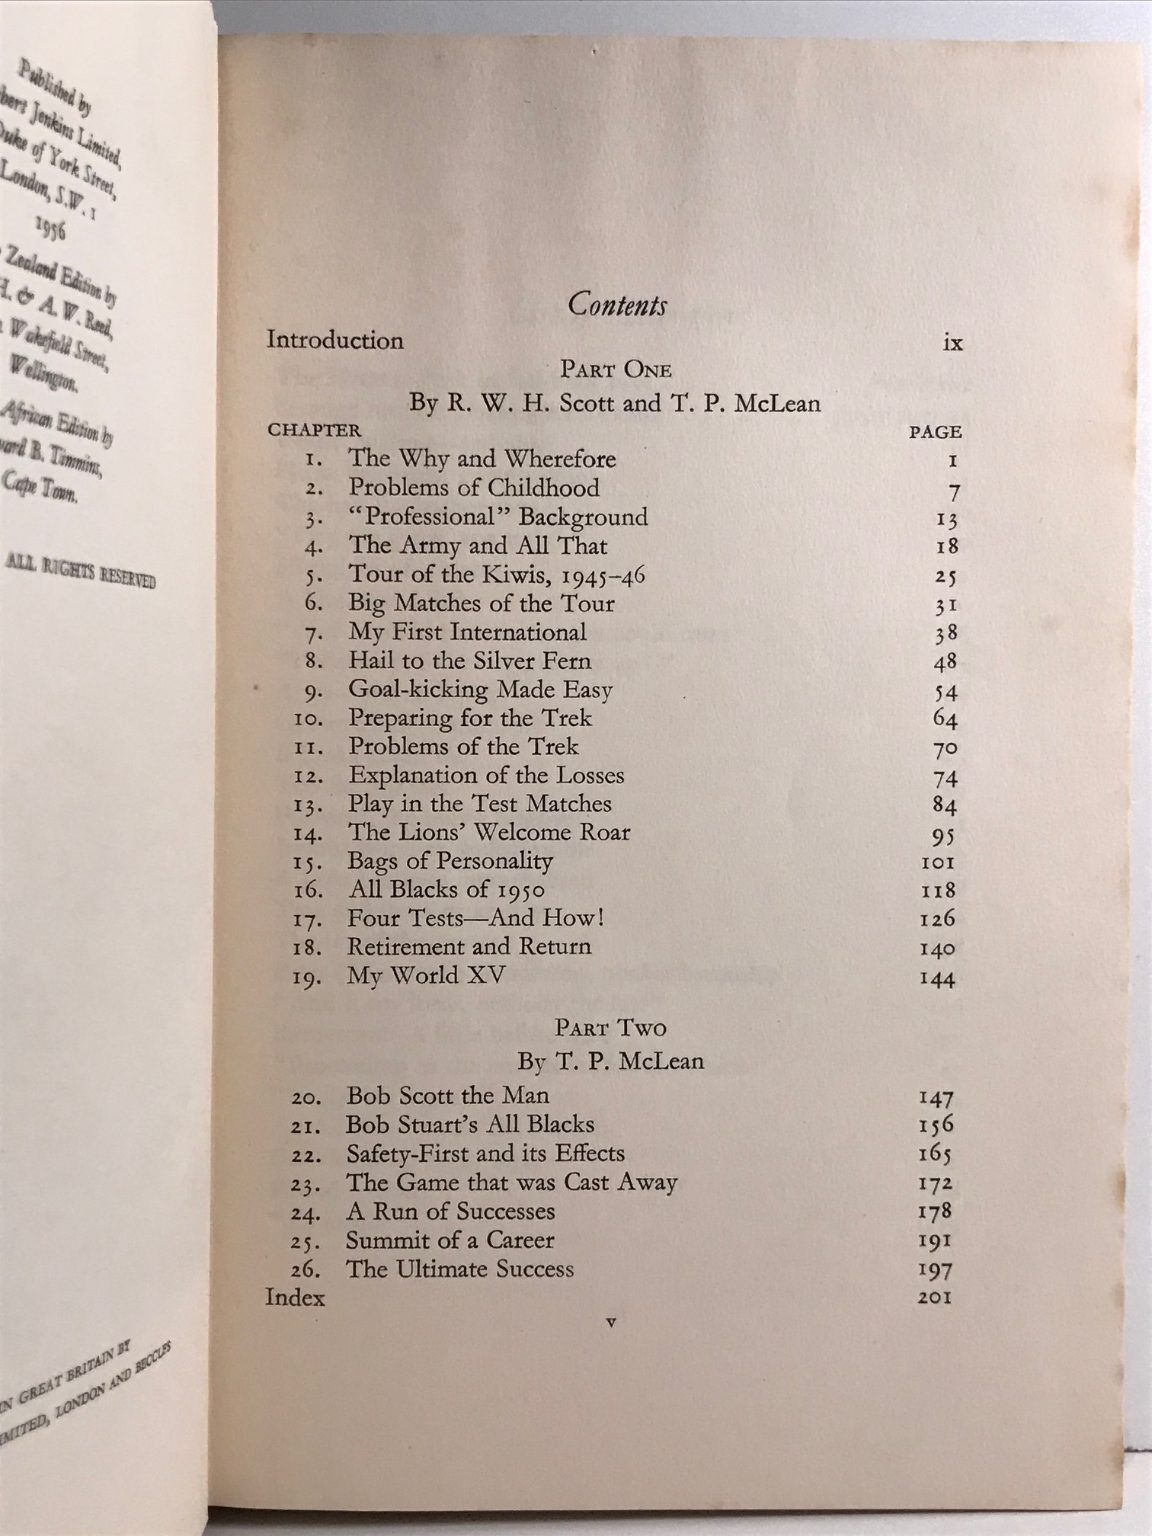 Published by
Jenkins Limited,
Duke of York Street,
London, S.W. 1
1956
Zealand Edition by
H. & A. W. Reed,
Wakefield Street,
Wellington.
African Edition by
B. Timmins,
Cape Town.
ALL RIGHTS RESERVED
IN GREAT BRITAIN BY
LONDON AND BECCLES
Contents
Introduction ix
PART ONE
By R. W. H. Scott and T. P. McLean
CHAPTER PAGE
1. The Why and Wherefore 1
2. Problems of Childhood 7
3. “Professional” Background 13
4. The Army and All That 18
5. Tour of the Kiwis, 1945–46 25
6. Big Matches of the Tour 31
7. My First International 38
8. Hail to the Silver Fern 48
9. Goal-kicking Made Easy 54
10. Preparing for the Trek 64
11. Problems of the Trek 70
12. Explanation of the Losses 74
13. Play in the Test Matches 84
14. The Lions’ Welcome Roar 95
15. Bags of Personality 101
16. All Blacks of 1950 118
17. Four Tests—And How! 126
18. Retirement and Return 140
19. My World XV 144
PART TWO
By T. P. McLean
20. Bob Scott the Man 147
21. Bob Stuart’s All Blacks 156
22. Safety-First and its Effects 165
23. The Game that was Cast Away 172
24. A Run of Successes 178
25. Summit of a Career 191
26. The Ultimate Success 197
Index 201
v